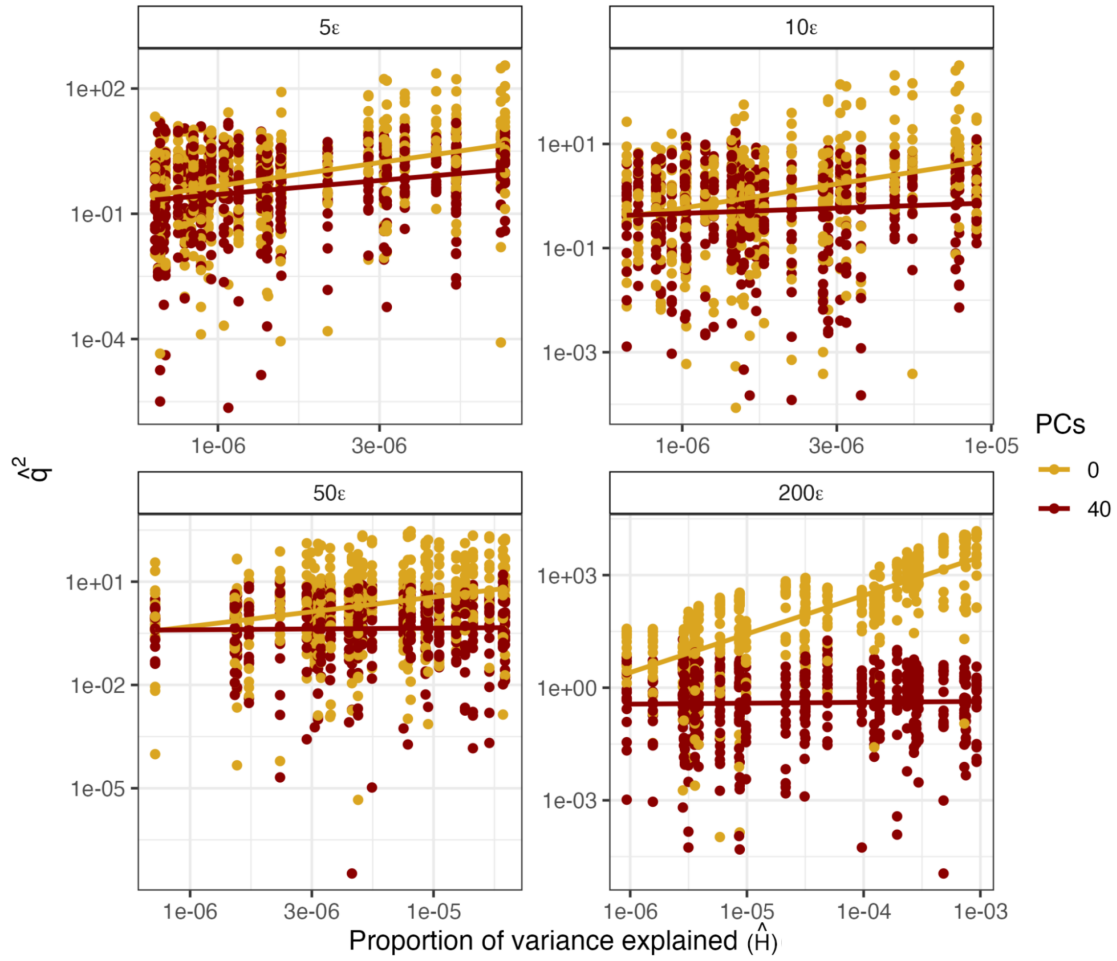 5ε
10ε
1e+02
1e-01
1e-04
1e+01
1e-01
1e-03
1e-06
3e-06
1e-06
3e-06
1e-05
PCs
0
40
q̂²
50ε
200ε
1e+01
1e-02
1e-05
1e+03
1e+00
1e-03
1e-06
3e-06
1e-05
1e-06
1e-05
1e-04
1e-03
Proportion of variance explained (Ĥ)